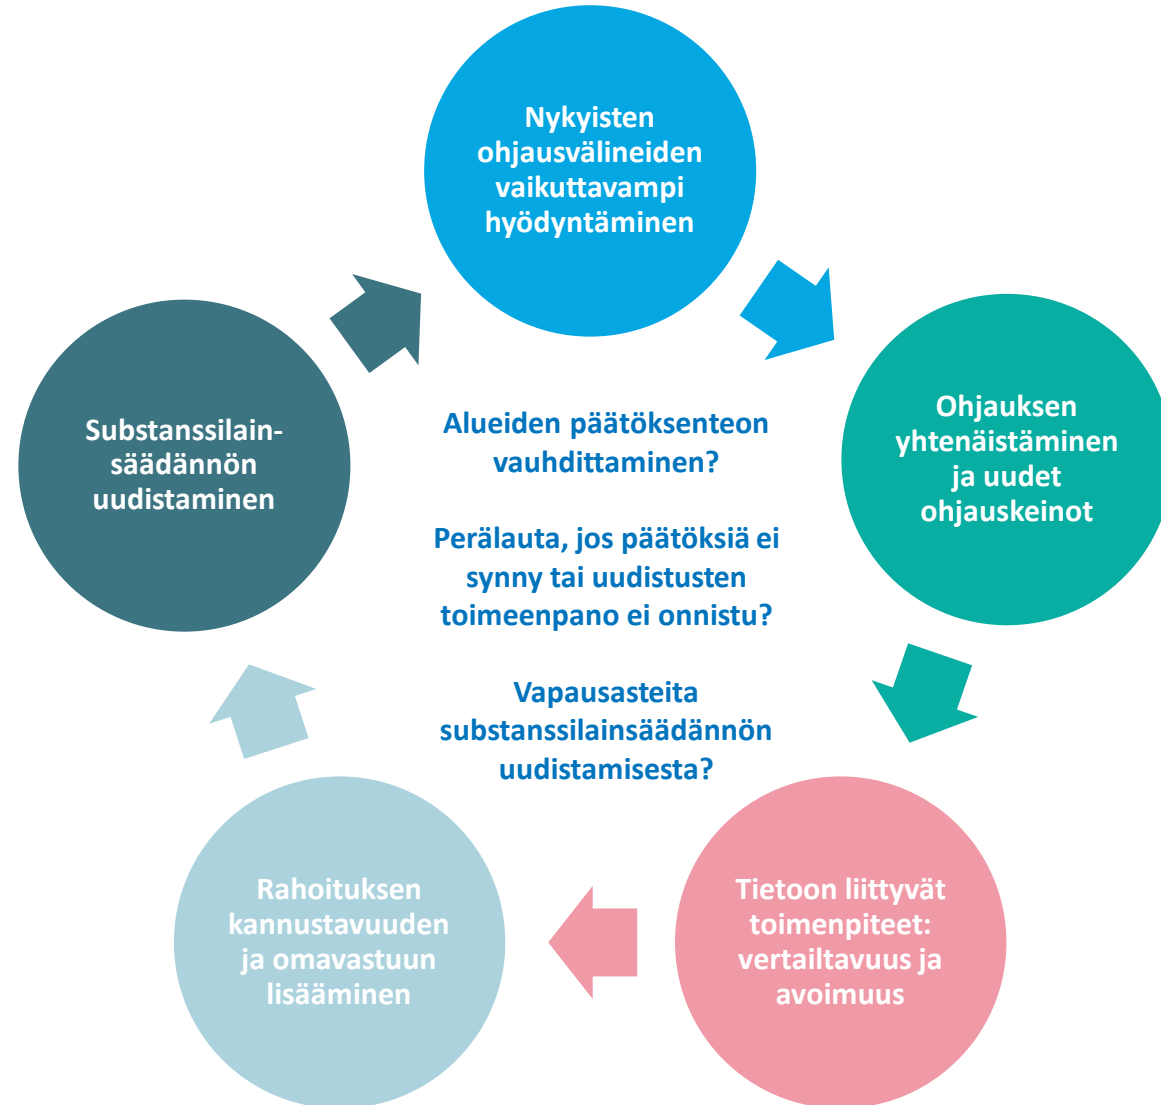 Nykyisten
ohjausvälineiden
vaikuttavampi
hyödyntäminen
Ohjauksen
yhtenäistäminen
ja uudet
ohjauskeinot
Tietoon liittyvät
toimenpiteet:
vertailtavuus ja
avoimuus
Rahoituksen
kannustavuuden
ja omavastuun
lisääminen
Substanssilain-
säädännön
uudistaminen
Alueiden päätöksenteon
vauhdittaminen?
Perälauta, jos päätöksiä ei
synny tai uudistusten
toimeenpano ei onnistu?
Vapausasteita
substanssilainsäädännön
uudistamisesta?